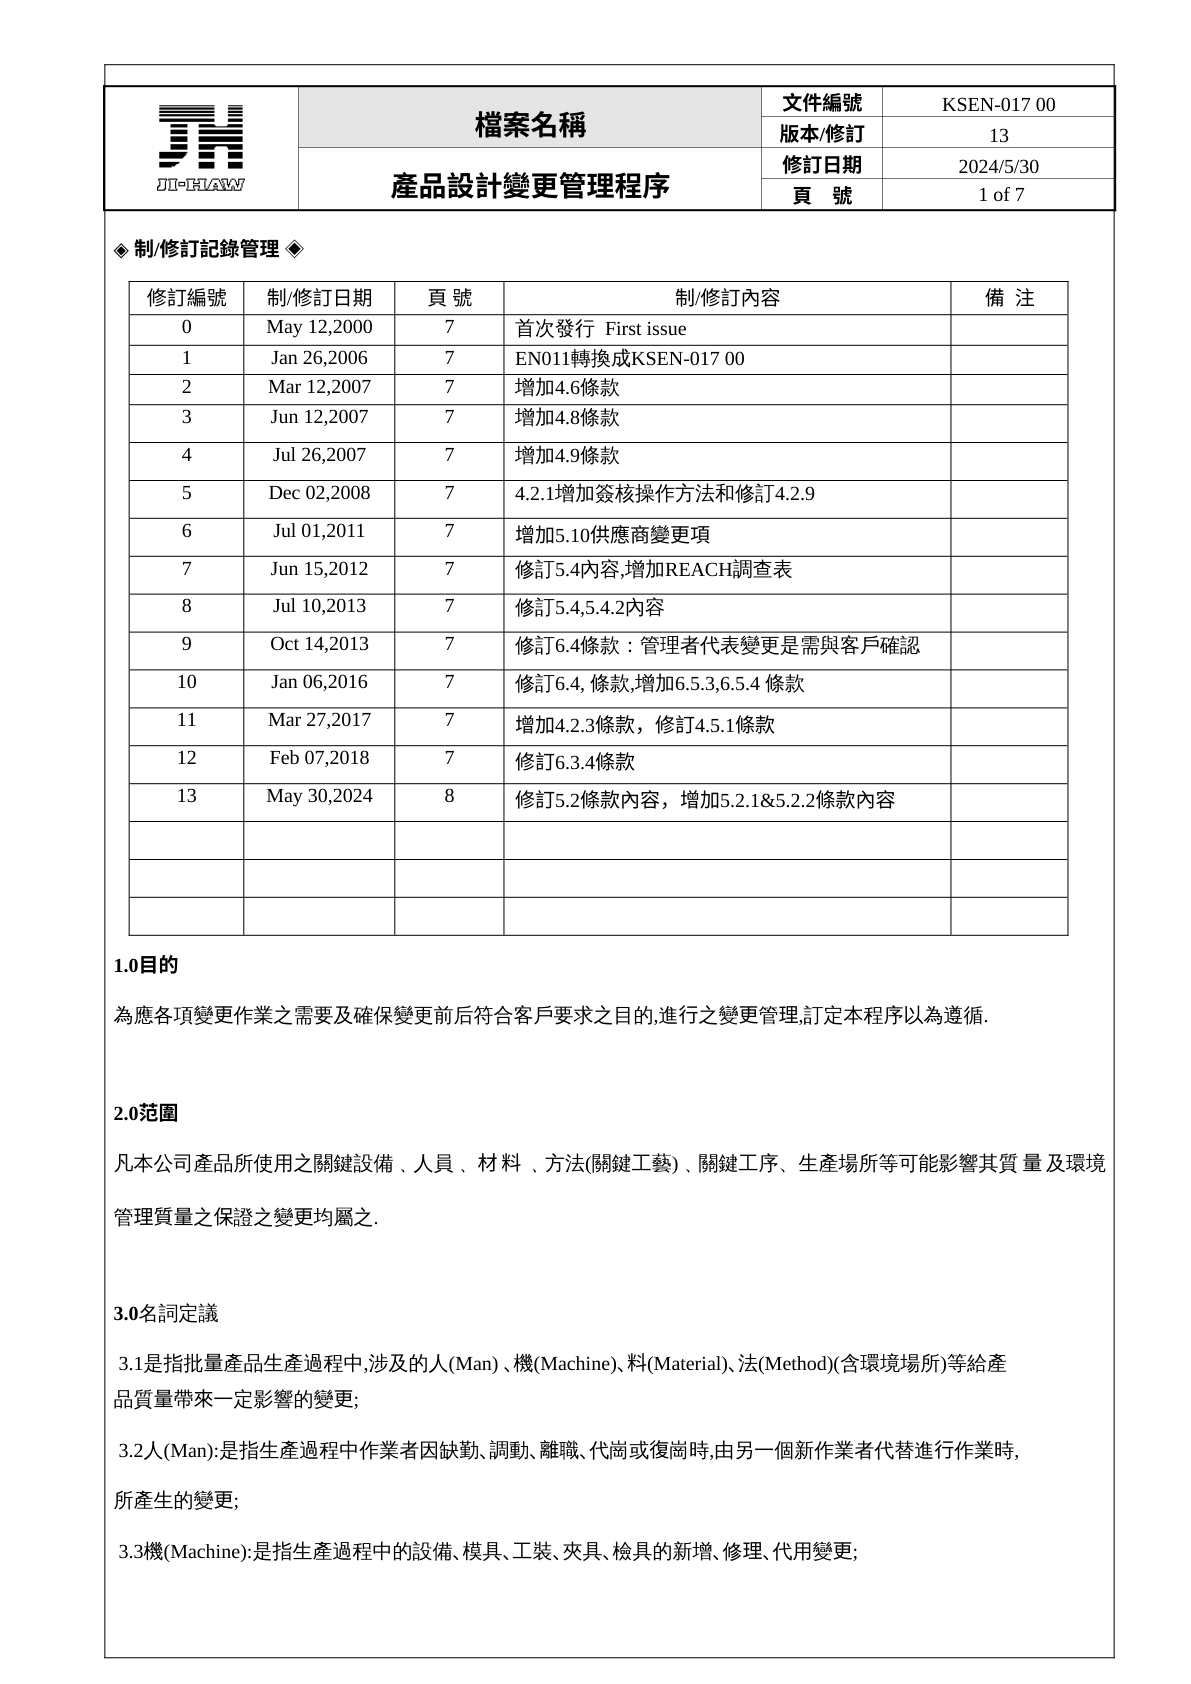 JH
JI-HAW
檔案名稱
產品設計變更管理程序
文件編號 KSEN-017 00
版本/修訂 13
修訂日期 2024/5/30
頁 號 1 of 7
◈ 制/修訂記錄管理 ◈
修訂編號 制/修訂日期 頁 號 制/修訂內容 備 注
0 May 12,2000 7 首次發行 First issue
1 Jan 26,2006 7 EN011轉換成KSEN-017 00
2 Mar 12,2007 7 增加4.6條款
3 Jun 12,2007 7 增加4.8條款
4 Jul 26,2007 7 增加4.9條款
5 Dec 02,2008 7 4.2.1增加簽核操作方法和修訂4.2.9
6 Jul 01,2011 7 增加5.10供應商變更項
7 Jun 15,2012 7 修訂5.4內容,增加REACH調查表
8 Jul 10,2013 7 修訂5.4,5.4.2內容
9 Oct 14,2013 7 修訂6.4條款：管理者代表變更是需與客戶確認
10 Jan 06,2016 7 修訂6.4, 條款,增加6.5.3,6.5.4 條款
11 Mar 27,2017 7 增加4.2.3條款，修訂4.5.1條款
12 Feb 07,2018 7 修訂6.3.4條款
13 May 30,2024 8 修訂5.2條款內容，增加5.2.1&5.2.2條款內容
1.0目的
為應各項變更作業之需要及確保變更前后符合客戶要求之目的,進行之變更管理,訂定本程序以為遵循.
2.0范圍
凡本公司產品所使用之關鍵設備﹑人員﹑材料﹑方法(關鍵工藝)﹑關鍵工序、生產場所等可能影響其質量及環境
管理質量之保證之變更均屬之.
3.0名詞定議
3.1是指批量產品生產過程中,涉及的人(Man)、機(Machine)、料(Material)、法(Method)(含環境場所)等給產
品質量帶來一定影響的變更;
3.2人(Man):是指生產過程中作業者因缺勤、調動、離職、代崗或復崗時,由另一個新作業者代替進行作業時,
所產生的變更;
3.3機(Machine):是指生產過程中的設備、模具、工裝、夾具、檢具的新增、修理、代用變更;